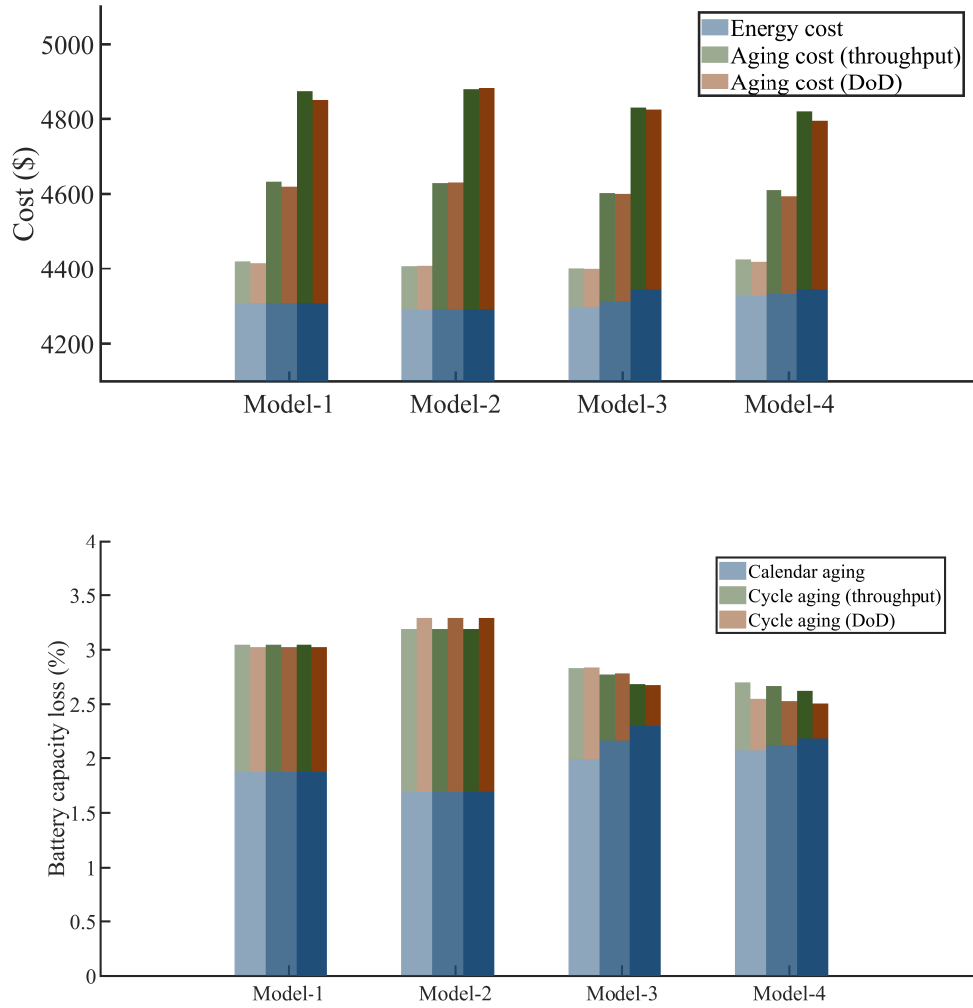 5000
4800
4600
4400
4200
Cost ($)
Energy cost
Aging cost (throughput)
Aging cost (DoD)
Model-1 Model-2 Model-3 Model-4
4
3.5
3
2.5
2
1.5
1
0.5
0
Battery capacity loss (%)
Calendar aging
Cycle aging (throughput)
Cycle aging (DoD)
Model-1 Model-2 Model-3 Model-4